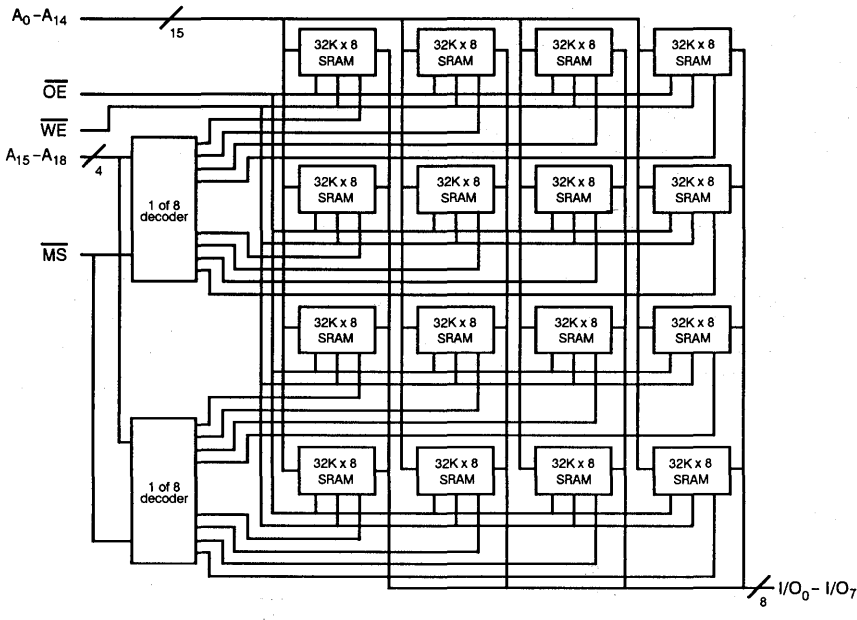 A0–A14
15
32K x 8
SRAM
32K x 8
SRAM
32K x 8
SRAM
32K x 8
SRAM
OE
WE
A15–A18
4
1 of 8
decoder
32K x 8
SRAM
32K x 8
SRAM
32K x 8
SRAM
32K x 8
SRAM
MS
32K x 8
SRAM
32K x 8
SRAM
32K x 8
SRAM
32K x 8
SRAM
1 of 8
decoder
32K x 8
SRAM
32K x 8
SRAM
32K x 8
SRAM
32K x 8
SRAM
8
I/O0– I/O7